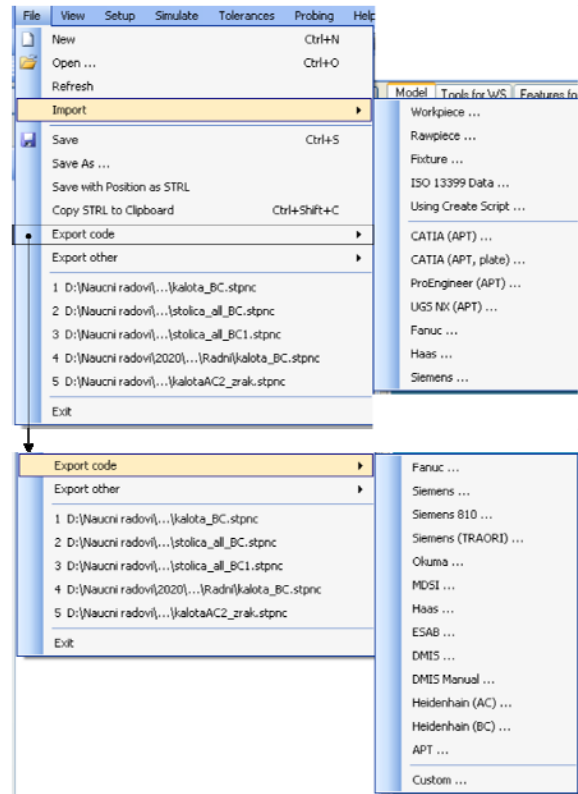 File View Setup Simulate Tolerances Probing Help
New Ctrl+N
Open ... Ctrl+O
Refresh
Import
Save Ctrl+S
Save As ...
Save with Position as STRL
Copy STRL to Clipboard Ctrl+Shift+C
Export code
Export other
1 D:\Naucni radovi\...\kalota_BC.stpnc
2 D:\Naucni radovi\...\stolica_all_BC.stpnc
3 D:\Naucni radovi\...\stolica_all_BC1.stpnc
4 D:\Naucni radovi\2020\...\Radni\kalota_BC.stpnc
5 D:\Naucni radovi\...\kalotaAC2_zrak.stpnc
Exit
Model Tools for WS Features fo
Workpiece ...
Rawpiece ...
Fixture ...
ISO 13399 Data ...
Using Create Script ...
CATIA (APT) ...
CATIA (APT, plate) ...
ProEngineer (APT) ...
UGS NX (APT) ...
Fanuc ...
Haas ...
Siemens ...
Export code
Export other
1 D:\Naucni radovi\...\kalota_BC.stpnc
2 D:\Naucni radovi\...\stolica_all_BC.stpnc
3 D:\Naucni radovi\...\stolica_all_BC1.stpnc
4 D:\Naucni radovi\2020\...\Radni\kalota_BC.stpnc
5 D:\Naucni radovi\...\kalotaAC2_zrak.stpnc
Exit
Fanuc ...
Siemens ...
Siemens 810 ...
Siemens (TRAORI) ...
Okuma ...
MDSI ...
Haas ...
ESAB ...
DMIS ...
DMIS Manual ...
Heidenhain (AC) ...
Heidenhain (BC) ...
APT ...
Custom ...